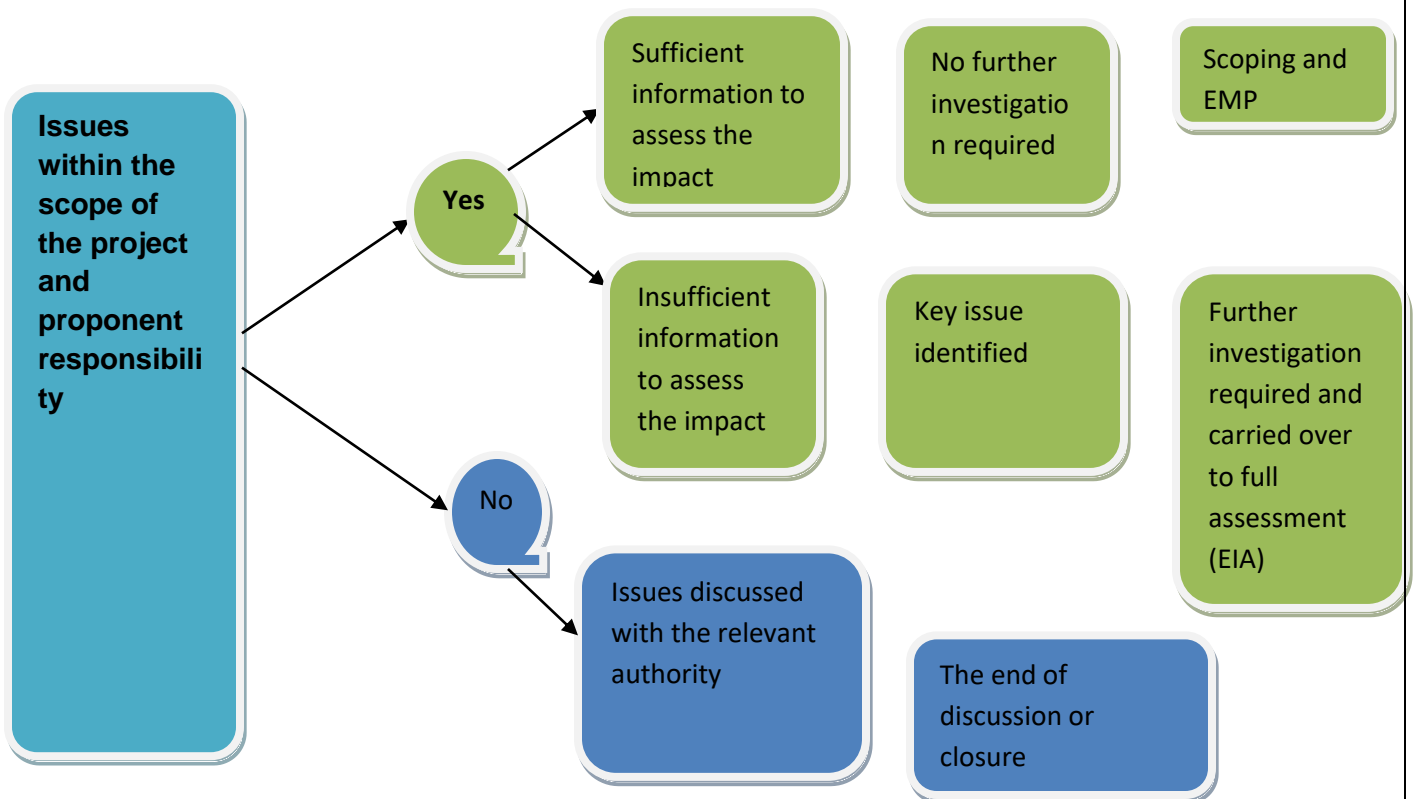 Issues
within the
scope of
the project
and
proponent
responsibili
ty
Yes
Sufficient
information to
assess the
impact
No further
investigatio
n required
Scoping and
EMP
Insufficient
information
to assess
the impact
Key issue
identified
Further
investigation
required and
carried over
to full
assessment
(EIA)
No
Issues discussed
with the relevant
authority
The end of
discussion or
closure